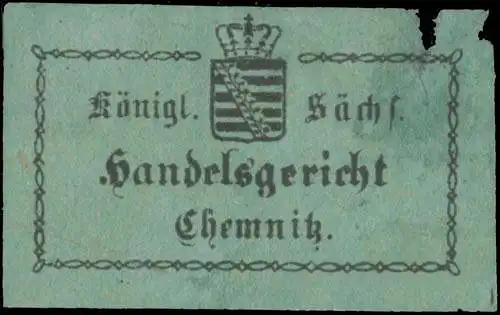 Königl. Sächs.
Handelsgericht
Chemnitz.